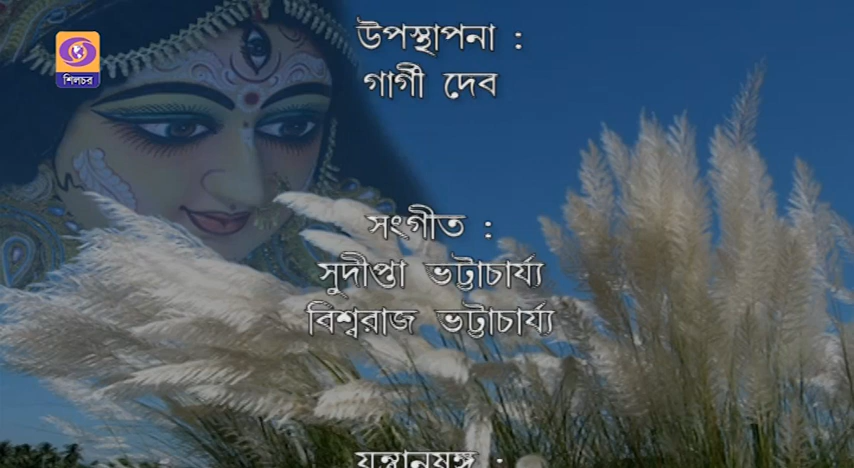 শিলচর
উপস্থাপনা :
গার্গী দেব
সংগীত :
সুদীপ্তা ভট্টাচার্য্য
বিশ্বরাজ ভট্টাচার্য্য
যন্ত্রানুষঙ্গ :